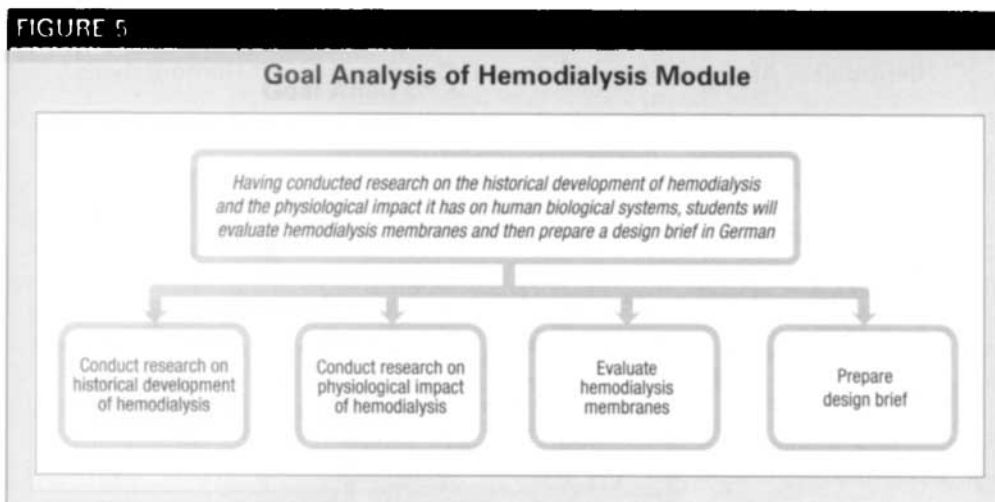 FIGURE 5
Goal Analysis of Hemodialysis Module
Having conducted research on the historical development of hemodialysis
and the physiological impact it has on human biological systems, students will
evaluate hemodialysis membranes and then prepare a design brief in German
Conduct research on
historical development
of hemodialysis
Conduct research on
physiological impact
of hemodialysis
Evaluate
hemodialysis
membranes
Prepare
design brief